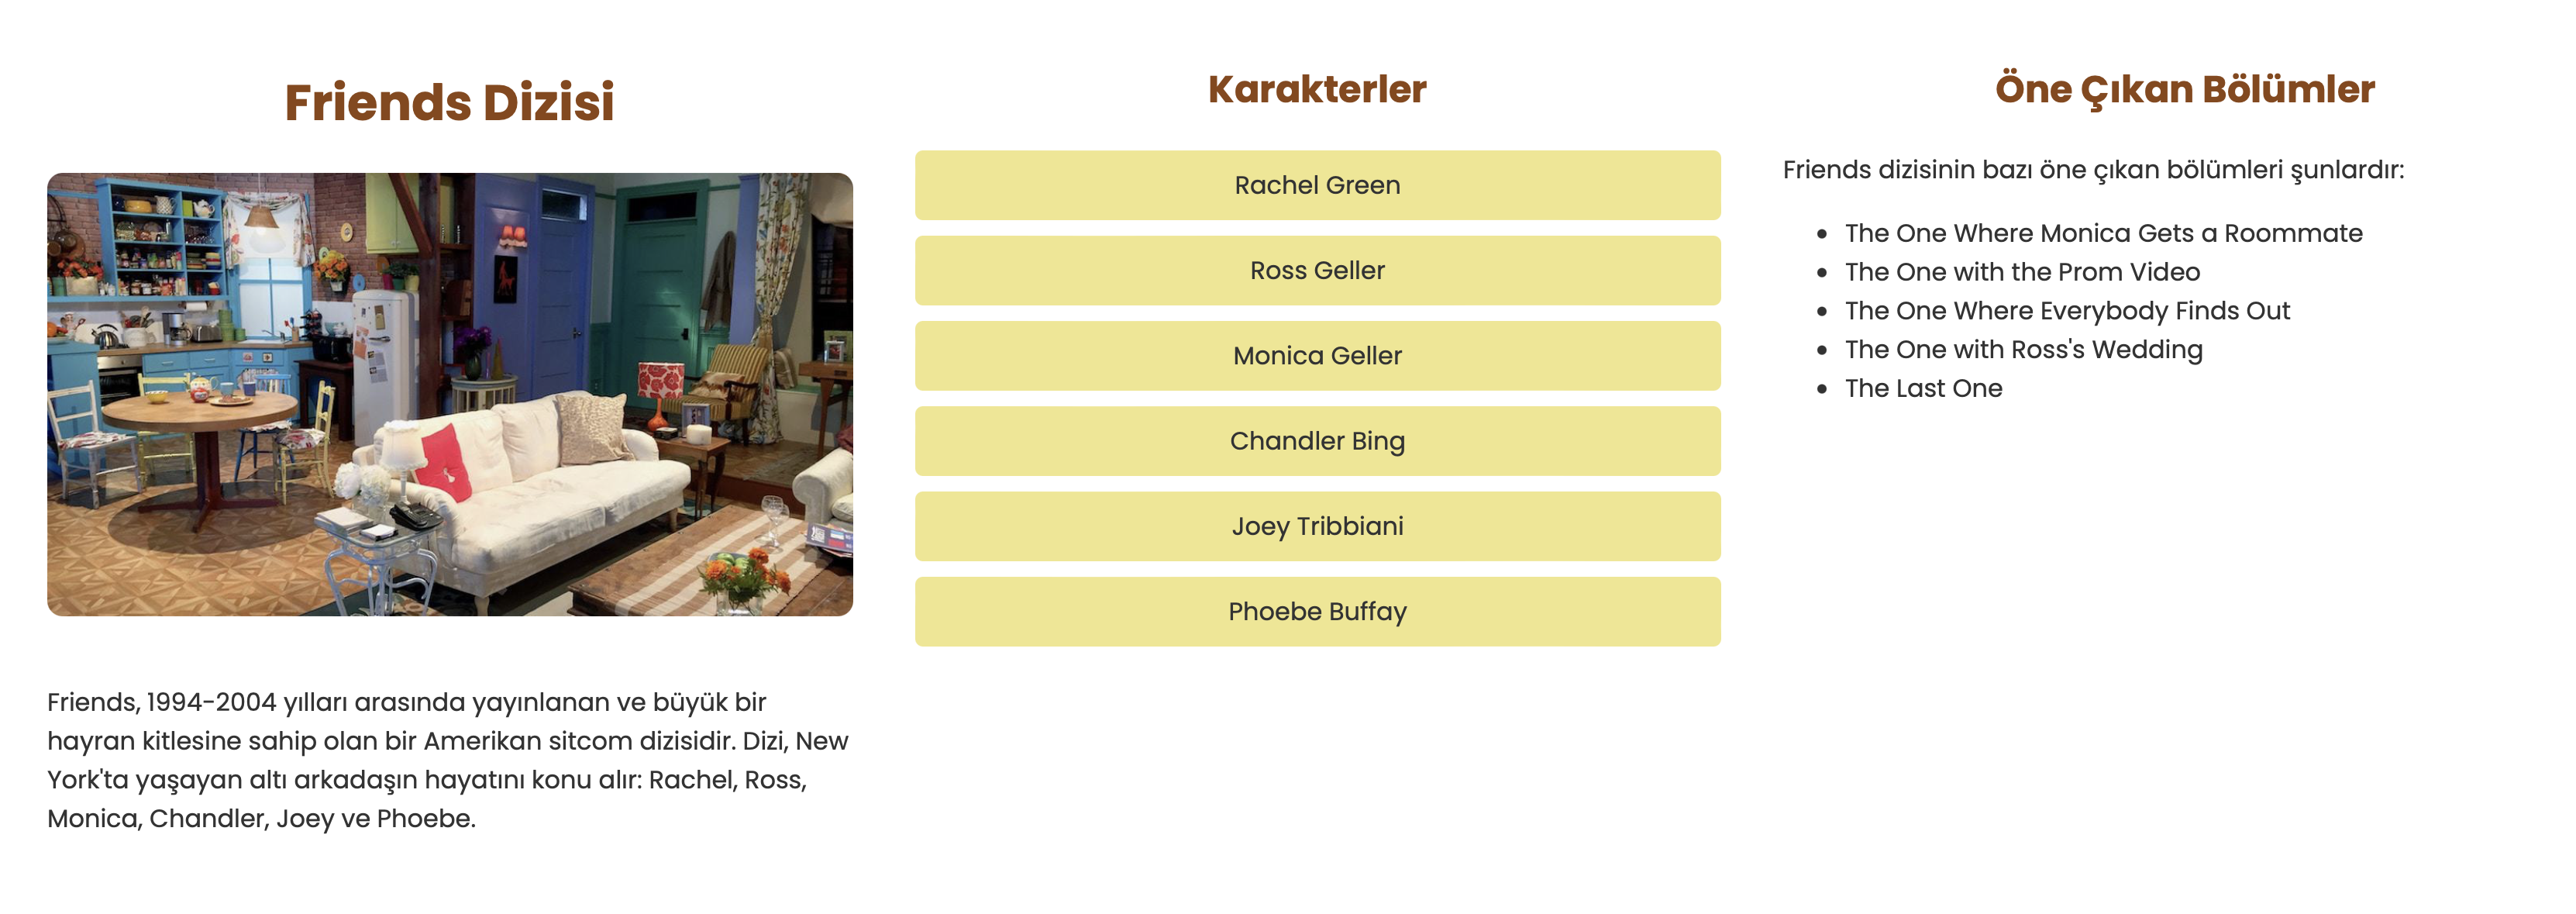 Friends Dizisi
Friends, 1994-2004 yılları arasında yayınlanan ve büyük bir
hayran kitlesine sahip olan bir Amerikan sitcom dizisidir. Dizi, New
York'ta yaşayan altı arkadaşın hayatını konu alır: Rachel, Ross,
Monica, Chandler, Joey ve Phoebe.
Karakterler
Rachel Green
Ross Geller
Monica Geller
Chandler Bing
Joey Tribbiani
Phoebe Buffay
Öne Çıkan Bölümler
Friends dizisinin bazı öne çıkan bölümleri şunlardır:
The One Where Monica Gets a Roommate
The One with the Prom Video
The One Where Everybody Finds Out
The One with Ross's Wedding
The Last One